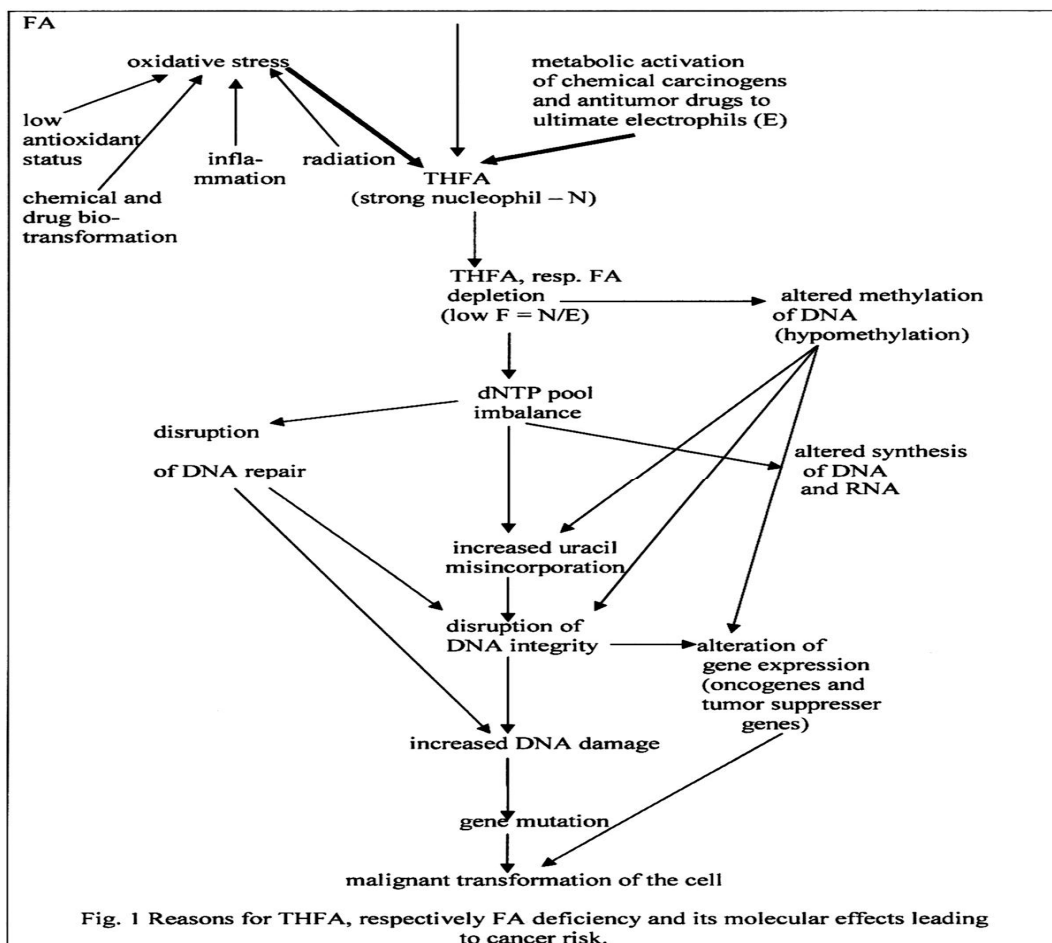 FA
oxidative stress
metabolic activation
of chemical carcinogens
and antitumor drugs to
ultimate electrophils (E)
low
antioxidant
status
infla-
mmation
radiation
chemical and
drug bio-
transformation
THFA
(strong nucleophil – N)
THFA, resp. FA
depletion
(low F = N/E)
altered methylation
of DNA
(hypomethylation)
dNTP pool
imbalance
disruption
of DNA repair
altered synthesis
of DNA
and RNA
increased uracil
misincorporation
disruption of
DNA integrity
alteration of
gene expression
(oncogenes and
tumor suppresser
genes)
increased DNA damage
gene mutation
malignant transformation of the cell
Fig. 1 Reasons for THFA, respectively FA deficiency and its molecular effects leading
to cancer risk.